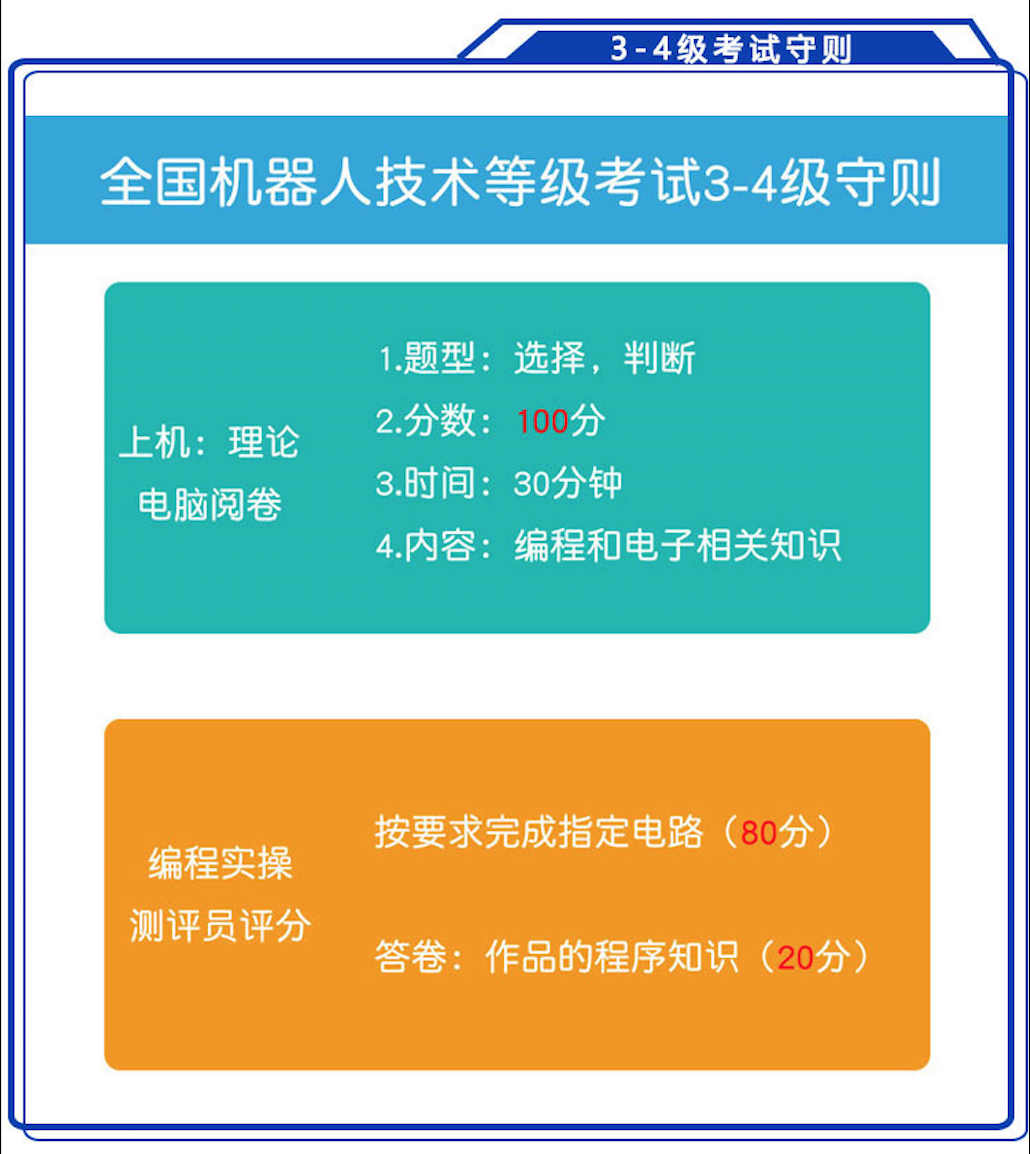 3-4级考试守则
全国机器人技术等级考试3-4级守则
上机：理论
电脑阅卷
1.题型：选择，判断
2.分数：100分
3.时间：30分钟
4.内容：编程和电子相关知识
编程实操
测评员评分
按要求完成指定电路（80分）
答卷：作品的程序知识（20分）